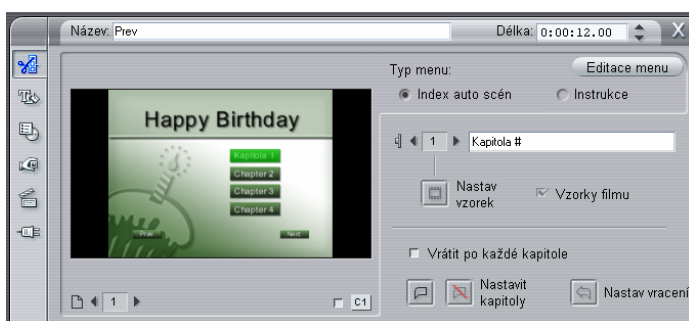 Název: Prev
Délka: 0:00:12.00
X
Typ menu:
Editace menu
Index auto scén
Instrukce
Happy Birthday
Kapitola 1
Chapter 2
Chapter 3
Chapter 4
Prev
Next
1
Kapitola #
Nastav
vzorek
Vzorky filmu
Vrátit po každé kapitole
Nastavit
kapitoly
Nastav vracení
1
C1